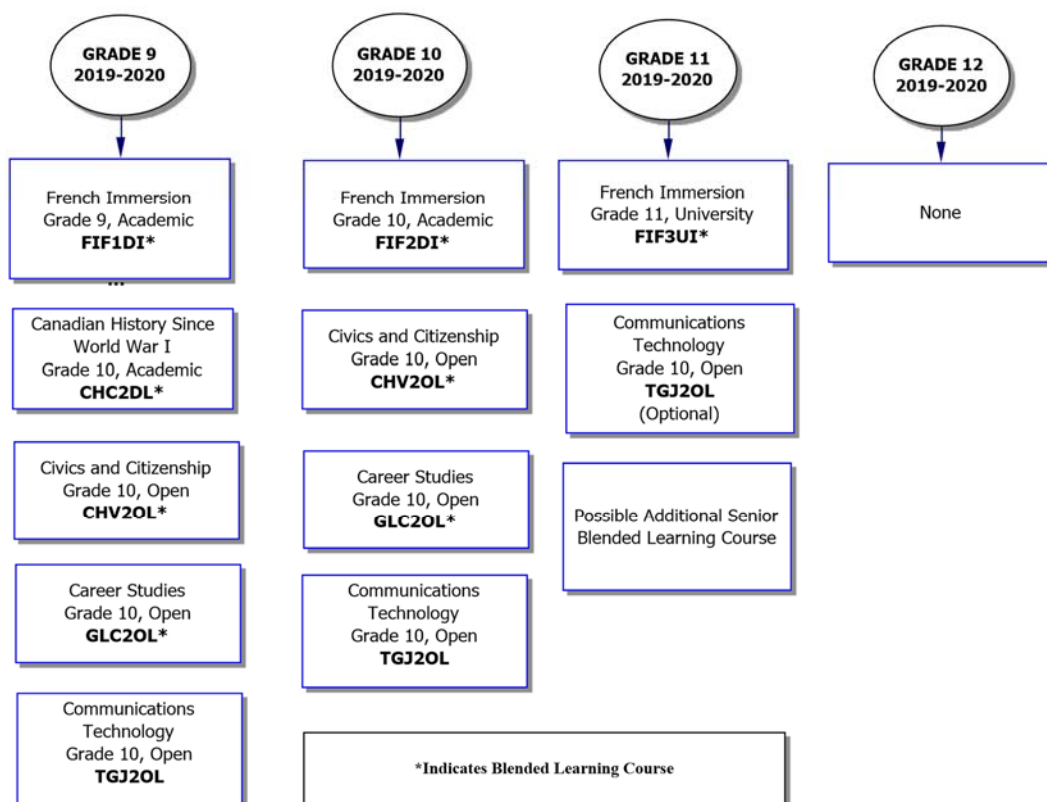 GRADE 9
2019-2020
French Immersion
Grade 9, Academic
FIF1DI*
...
Canadian History Since
World War I
Grade 10, Academic
CHC2DL*
Civics and Citizenship
Grade 10, Open
CHV2OL*
Career Studies
Grade 10, Open
GLC2OL*
Communications
Technology
Grade 10, Open
TGJ2OL
GRADE 10
2019-2020
French Immersion
Grade 10, Academic
FIF2DI*
Civics and Citizenship
Grade 10, Open
CHV2OL*
Career Studies
Grade 10, Open
GLC2OL*
Communications
Technology
Grade 10, Open
TGJ2OL
GRADE 11
2019-2020
French Immersion
Grade 11, University
FIF3UI*
Communications
Technology
Grade 10, Open
TGJ2OL
(Optional)
Possible Additional Senior
Blended Learning Course
GRADE 12
2019-2020
None
*Indicates Blended Learning Course